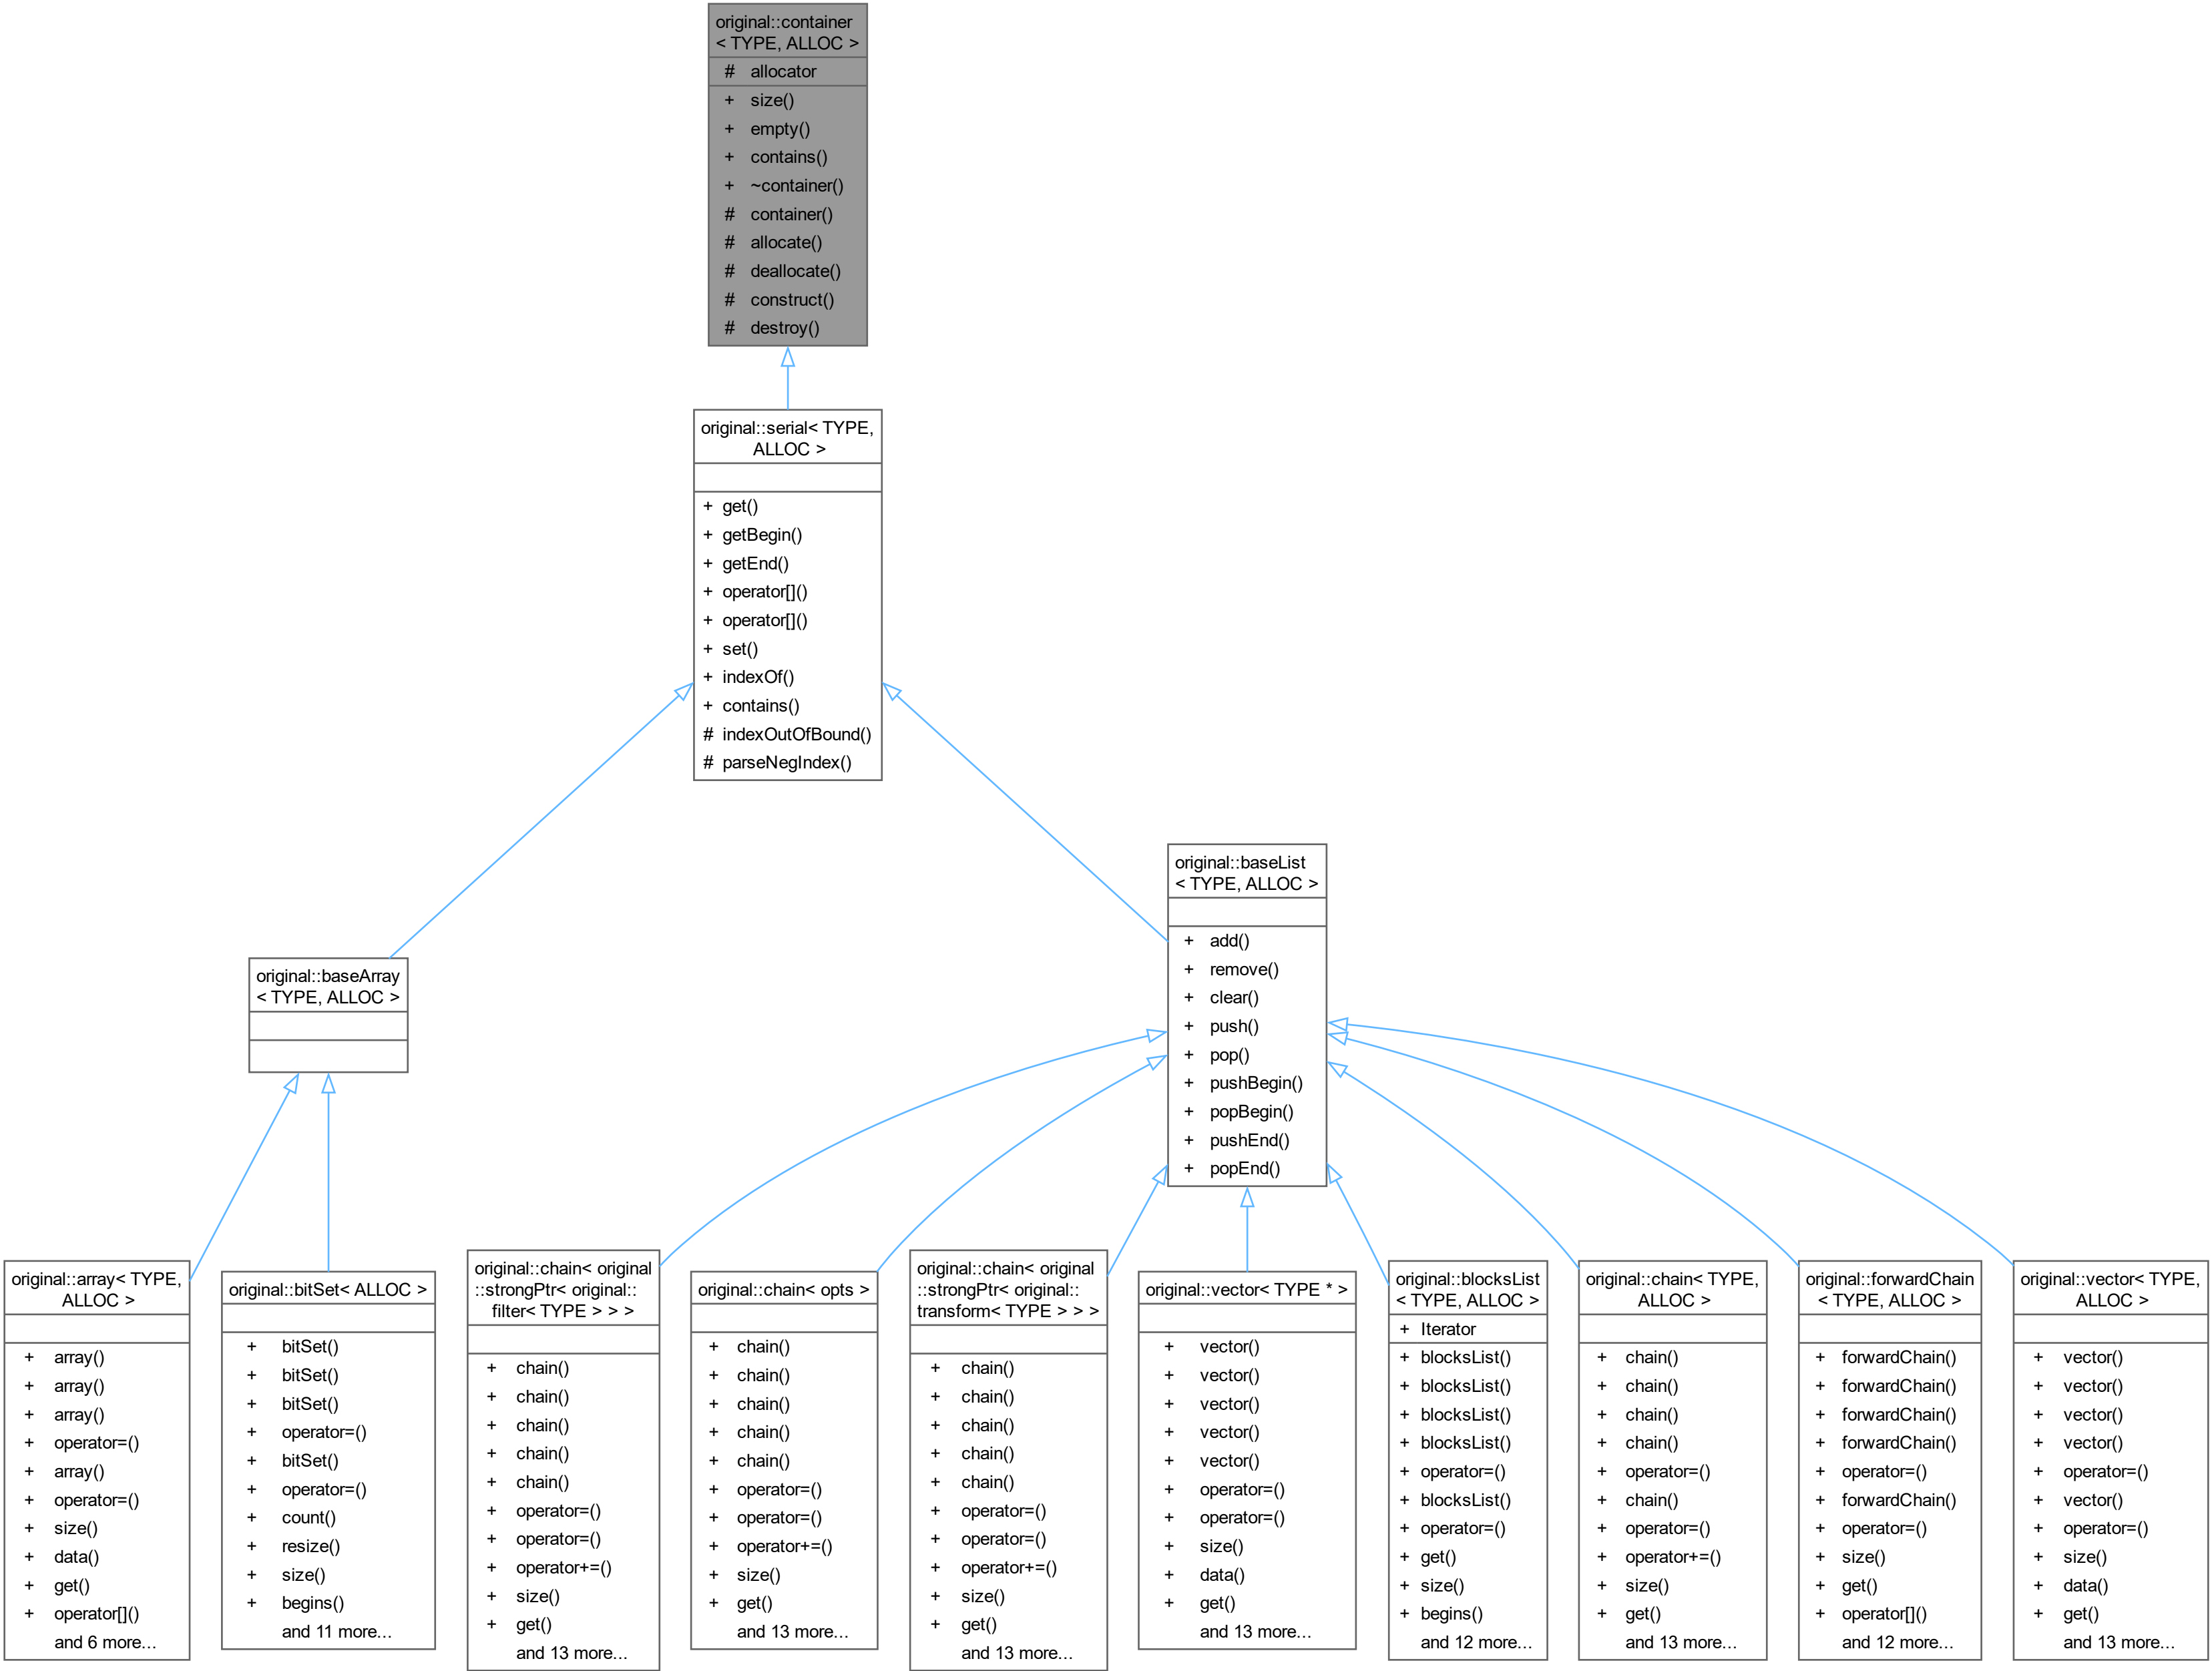 original::container
< TYPE, ALLOC >
# allocator
+ size()
+ empty()
+ contains()
+ ~container()
# container()
# allocate()
# deallocate()
# construct()
# destroy()
original::serial< TYPE,
ALLOC >
+ get()
+ getBegin()
+ getEnd()
+ operator[]()
+ operator[]()
+ set()
+ indexOf()
+ contains()
# indexOutOfBound()
# parseNegIndex()
original::baseArray
< TYPE, ALLOC >
original::baseList
< TYPE, ALLOC >
+ add()
+ remove()
+ clear()
+ push()
+ pop()
+ pushBegin()
+ popBegin()
+ pushEnd()
+ popEnd()
original::array< TYPE,
ALLOC >
+ array()
+ array()
+ array()
+ operator=()
+ array()
+ operator=()
+ size()
+ data()
+ get()
+ operator[]()
and 6 more...
original::bitSet< ALLOC >
+ bitSet()
+ bitSet()
+ bitSet()
+ operator=()
+ bitSet()
+ operator=()
+ count()
+ resize()
+ size()
+ begins()
and 11 more...
original::chain< original
::strongPtr< original::
filter< TYPE > > >
+ chain()
+ chain()
+ chain()
+ chain()
+ chain()
+ operator=()
+ operator=()
+ operator+=()
+ size()
+ get()
and 13 more...
original::chain< opts >
+ chain()
+ chain()
+ chain()
+ chain()
+ chain()
+ operator=()
+ operator=()
+ operator+=()
+ size()
+ get()
and 13 more...
original::chain< original
::strongPtr< original::
transform< TYPE > > >
+ chain()
+ chain()
+ chain()
+ chain()
+ chain()
+ operator=()
+ operator=()
+ operator+=()
+ size()
+ get()
and 13 more...
original::vector< TYPE * >
+ vector()
+ vector()
+ vector()
+ vector()
+ vector()
+ operator=()
+ operator=()
+ size()
+ data()
+ get()
and 13 more...
original::blocksList
< TYPE, ALLOC >
+ Iterator
+ blocksList()
+ blocksList()
+ blocksList()
+ blocksList()
+ operator=()
+ blocksList()
+ operator=()
+ get()
+ size()
+ begins()
and 12 more...
original::chain< TYPE,
ALLOC >
+ chain()
+ chain()
+ chain()
+ chain()
+ operator=()
+ chain()
+ operator=()
+ operator+=()
+ size()
+ get()
and 13 more...
original::forwardChain
< TYPE, ALLOC >
+ forwardChain()
+ forwardChain()
+ forwardChain()
+ forwardChain()
+ operator=()
+ forwardChain()
+ operator=()
+ size()
+ get()
+ operator[]()
and 12 more...
original::vector< TYPE,
ALLOC >
+ vector()
+ vector()
+ vector()
+ vector()
+ operator=()
+ vector()
+ operator=()
+ size()
+ data()
+ get()
and 13 more...